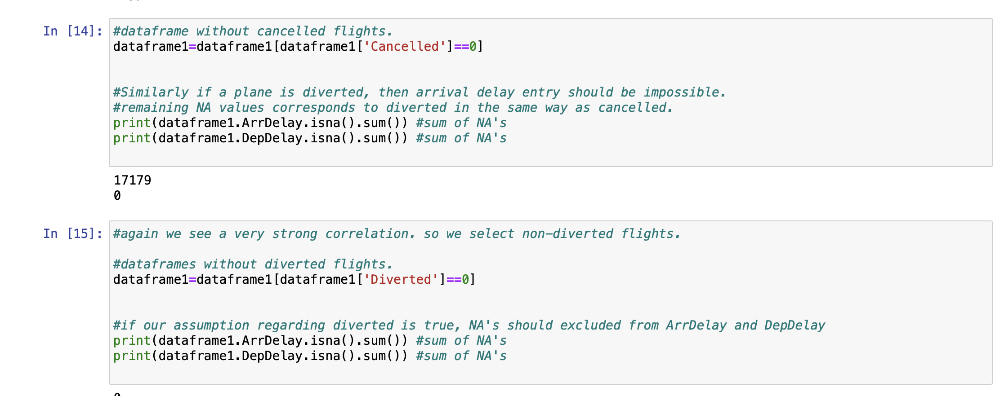 In [14]: #dataframe without cancelled flights.
dataframe1=dataframe1[dataframe1['Cancelled']==0]
#Similarly if a plane is diverted, then arrival delay entry should be impossible.
#remaining NA values corresponds to diverted in the same way as cancelled.
print(dataframe1.ArrDelay.isna().sum()) #sum of NA's
print(dataframe1.DepDelay.isna().sum()) #sum of NA's
17179
0
In [15]: #again we see a very strong correlation. so we select non-diverted flights.
#dataframes without diverted flights.
dataframe1=dataframe1[dataframe1['Diverted']==0]
#if our assumption regarding diverted is true, NA's should excluded from ArrDelay and DepDelay
print(dataframe1.ArrDelay.isna().sum()) #sum of NA's
print(dataframe1.DepDelay.isna().sum()) #sum of NA's